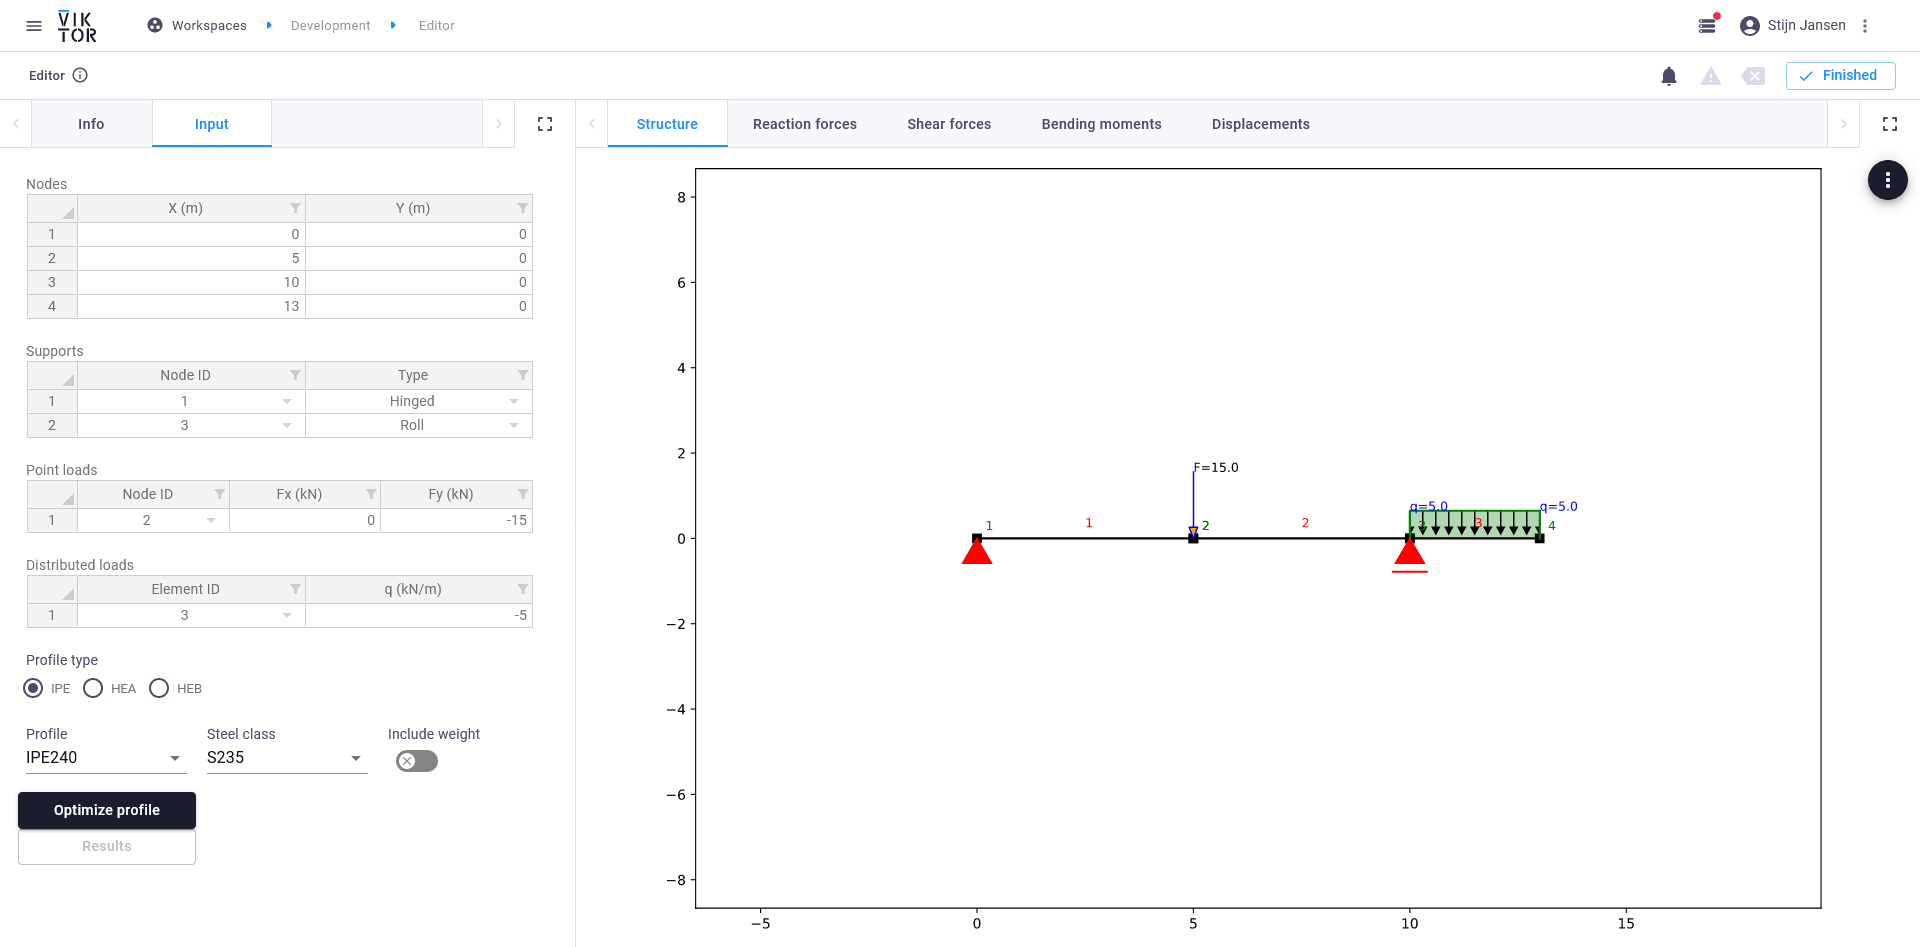 VIKTOR
Workspaces Development Editor
Stijn Jansen
Editor
Finished
Info Input
Structure Reaction forces Shear forces Bending moments Displacements
Nodes
X (m) Y (m)
1 0 0
2 5 0
3 10 0
4 13 0
Supports
Node ID Type
1 1 Hinged
2 3 Roll
Point loads
Node ID Fx (kN) Fy (kN)
1 2 0 -15
Distributed loads
Element ID q (kN/m)
1 3 -5
Profile type
IPE HEA HEB
Profile Steel class Include weight
IPE240 S235
Optimize profile
Results
8
6
4
2
0
−2
−4
−6
−8
F=15.0
q=5.0 q=5.0
1 1 2 2 3 3 4
−5 0 5 10 15